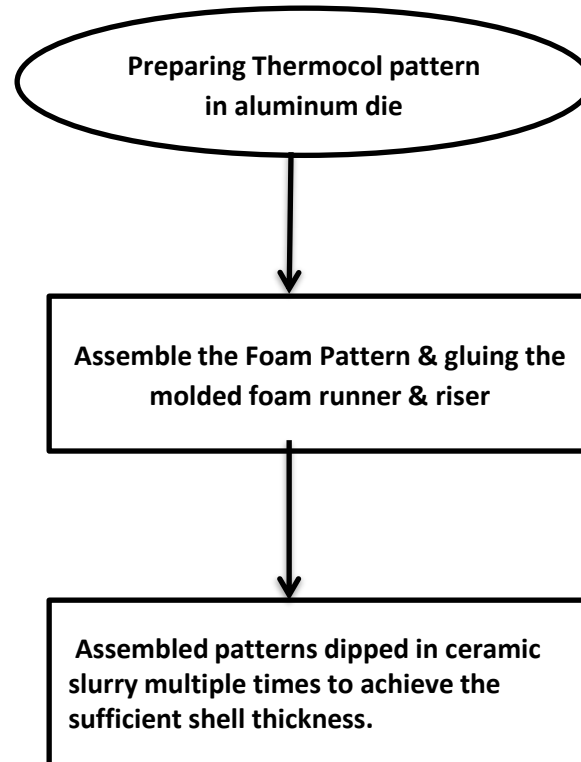 Preparing Thermocol pattern
in aluminum die
Assemble the Foam Pattern & gluing the
molded foam runner & riser
Assembled patterns dipped in ceramic
slurry multiple times to achieve the
sufficient shell thickness.